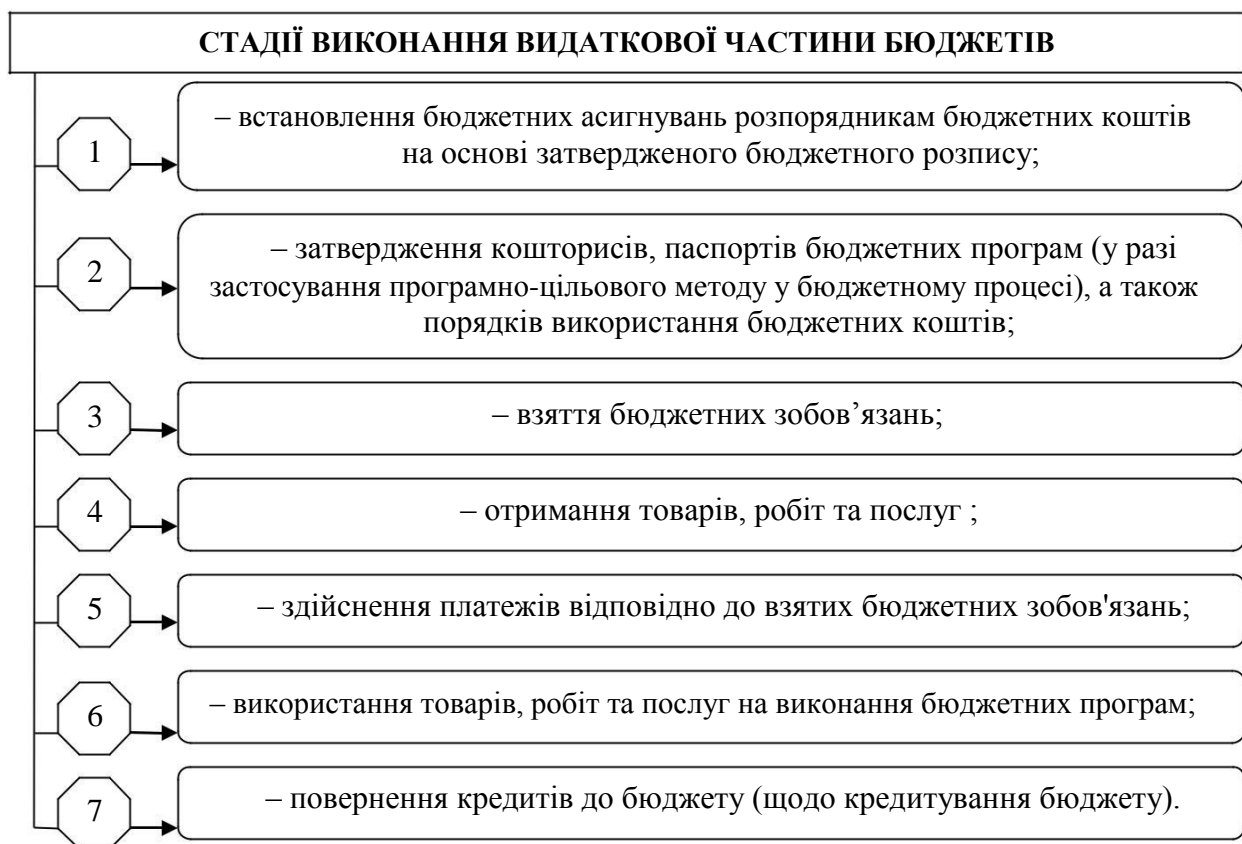 СТАДІЇ ВИКОНАННЯ ВИДАТКОВОЇ ЧАСТИНИ БЮДЖЕТІВ
1
– встановлення бюджетних асигнувань розпорядникам бюджетних коштів
на основі затвердженого бюджетного розпису;
2
– затвердження кошторисів, паспортів бюджетних програм (у разі
застосування програмно-цільового методу у бюджетному процесі), а також
порядків використання бюджетних коштів;
3
– взяття бюджетних зобов’язань;
4
– отримання товарів, робіт та послуг ;
5
– здійснення платежів відповідно до взятих бюджетних зобов'язань;
6
– використання товарів, робіт та послуг на виконання бюджетних програм;
7
– повернення кредитів до бюджету (щодо кредитування бюджету).